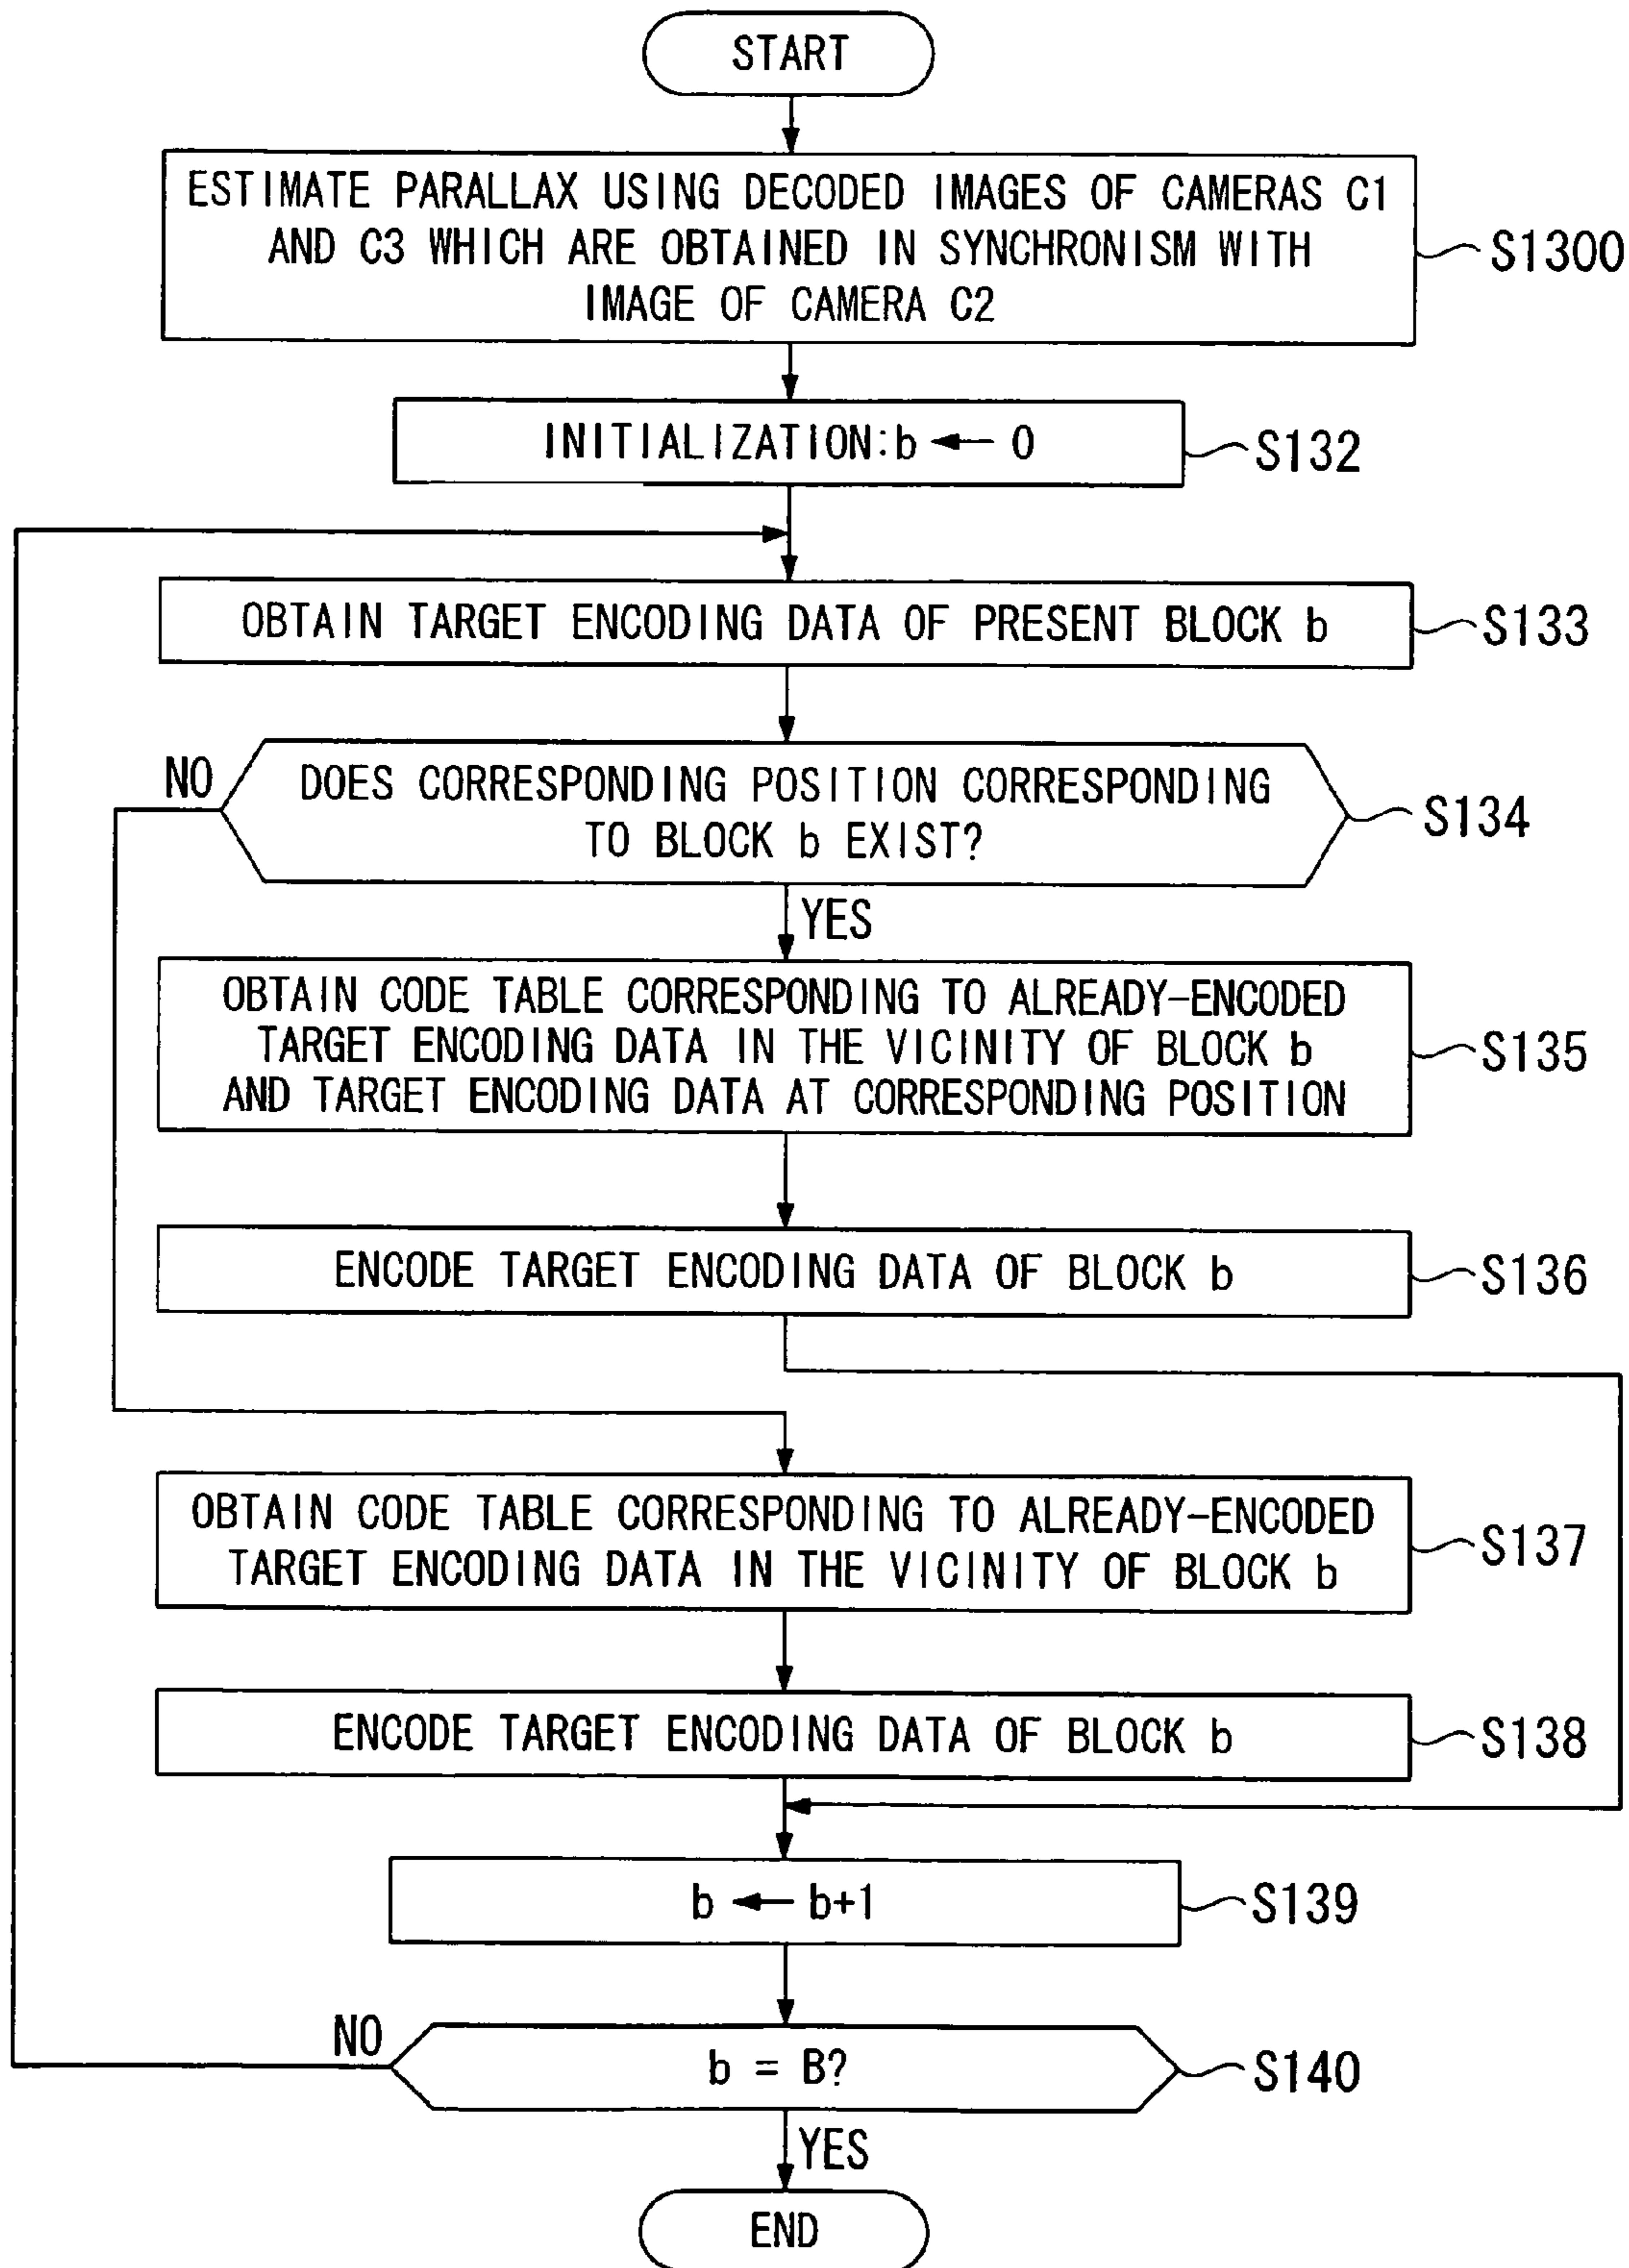 START
ESTIMATE PARALLAX USING DECODED IMAGES OF CAMERAS C1
AND C3 WHICH ARE OBTAINED IN SYNCHRONISM WITH
IMAGE OF CAMERA C2
S1300
INITIALIZATION:b ← 0
S132
OBTAIN TARGET ENCODING DATA OF PRESENT BLOCK b
S133
NO
DOES CORRESPONDING POSITION CORRESPONDING
TO BLOCK b EXIST?
S134
YES
OBTAIN CODE TABLE CORRESPONDING TO ALREADY-ENCODED
TARGET ENCODING DATA IN THE VICINITY OF BLOCK b
AND TARGET ENCODING DATA AT CORRESPONDING POSITION
S135
ENCODE TARGET ENCODING DATA OF BLOCK b
S136
OBTAIN CODE TABLE CORRESPONDING TO ALREADY-ENCODED
TARGET ENCODING DATA IN THE VICINITY OF BLOCK b
S137
ENCODE TARGET ENCODING DATA OF BLOCK b
S138
b ← b+1
S139
NO
b = B?
S140
YES
END